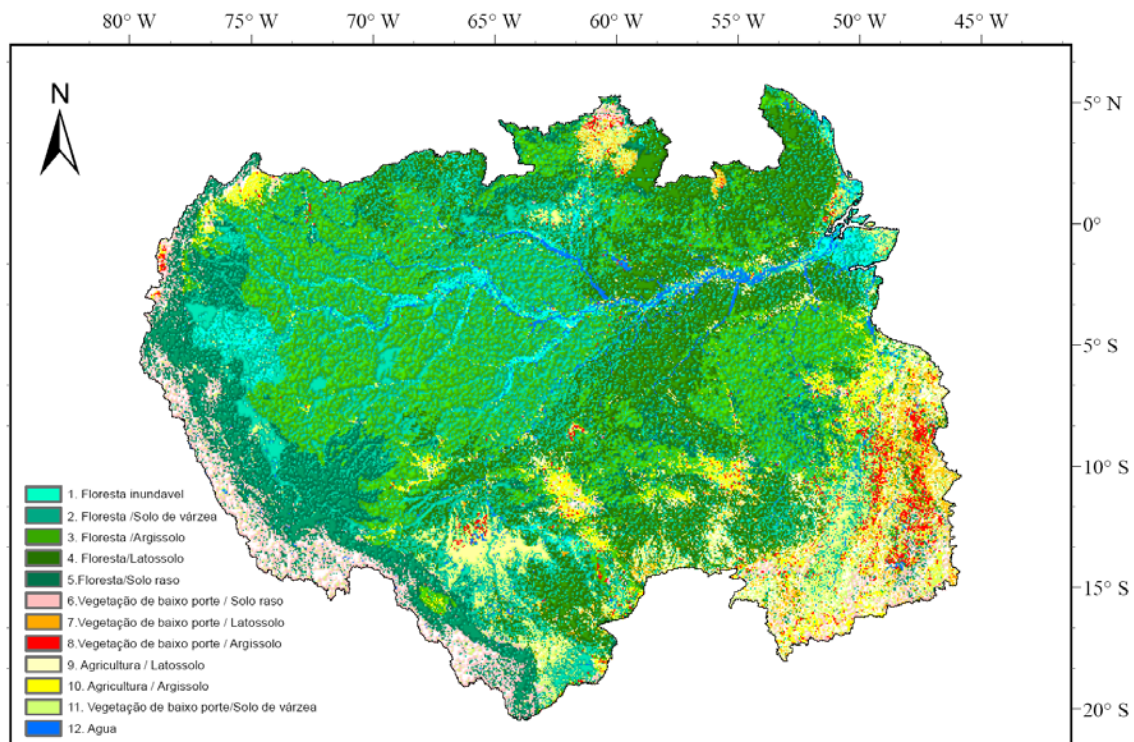 80° W 75° W 70° W 65° W 60° W 55° W 50° W 45° W
N
5° N
0°
5° S
10° S
15° S
20° S
1. Floresta inundavel
2. Floresta /Solo de várzea
3. Floresta /Argissolo
4. Floresta/Latossolo
5.Floresta/Solo raso
6.Vegetação de baixo porte / Solo raso
7.Vegetação de baixo porte / Latossolo
8.Vegetação de baixo porte / Argissolo
9. Agricultura / Latossolo
10. Agricultura / Argissolo
11. Vegetação de baixo porte/Solo de várzea
12. Agua